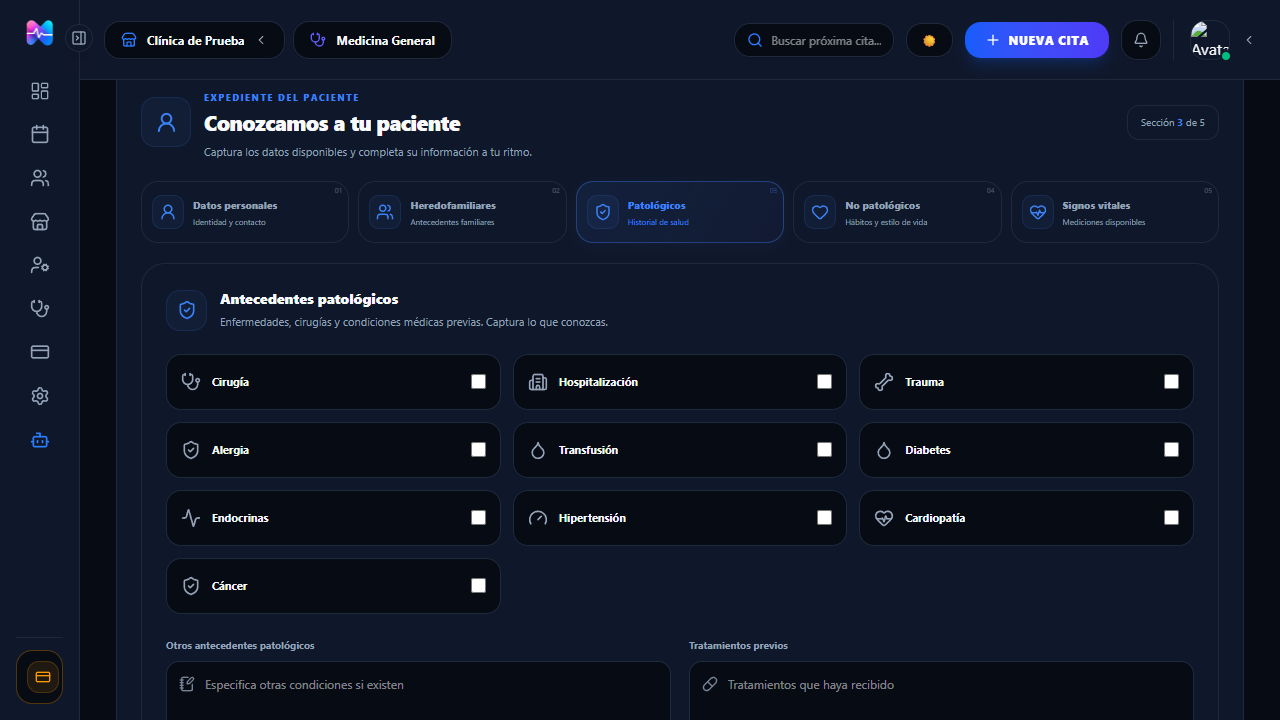 Clínica de Prueba
Medicina General
Buscar próxima cita...
NUEVA CITA
Avata
EXPEDIENTE DEL PACIENTE
Conozcamos a tu paciente
Captura los datos disponibles y completa su información a tu ritmo.
Sección 3 de 5
01
Datos personales
Identidad y contacto
02
Heredofamiliares
Antecedentes familiares
03
Patológicos
Historial de salud
04
No patológicos
Hábitos y estilo de vida
05
Signos vitales
Mediciones disponibles
Antecedentes patológicos
Enfermedades, cirugías y condiciones médicas previas. Captura lo que conozcas.
Cirugía
Hospitalización
Trauma
Alergia
Transfusión
Diabetes
Endocrinas
Hipertensión
Cardiopatía
Cáncer
Otros antecedentes patológicos
Tratamientos previos
Especifica otras condiciones si existen
Tratamientos que haya recibido